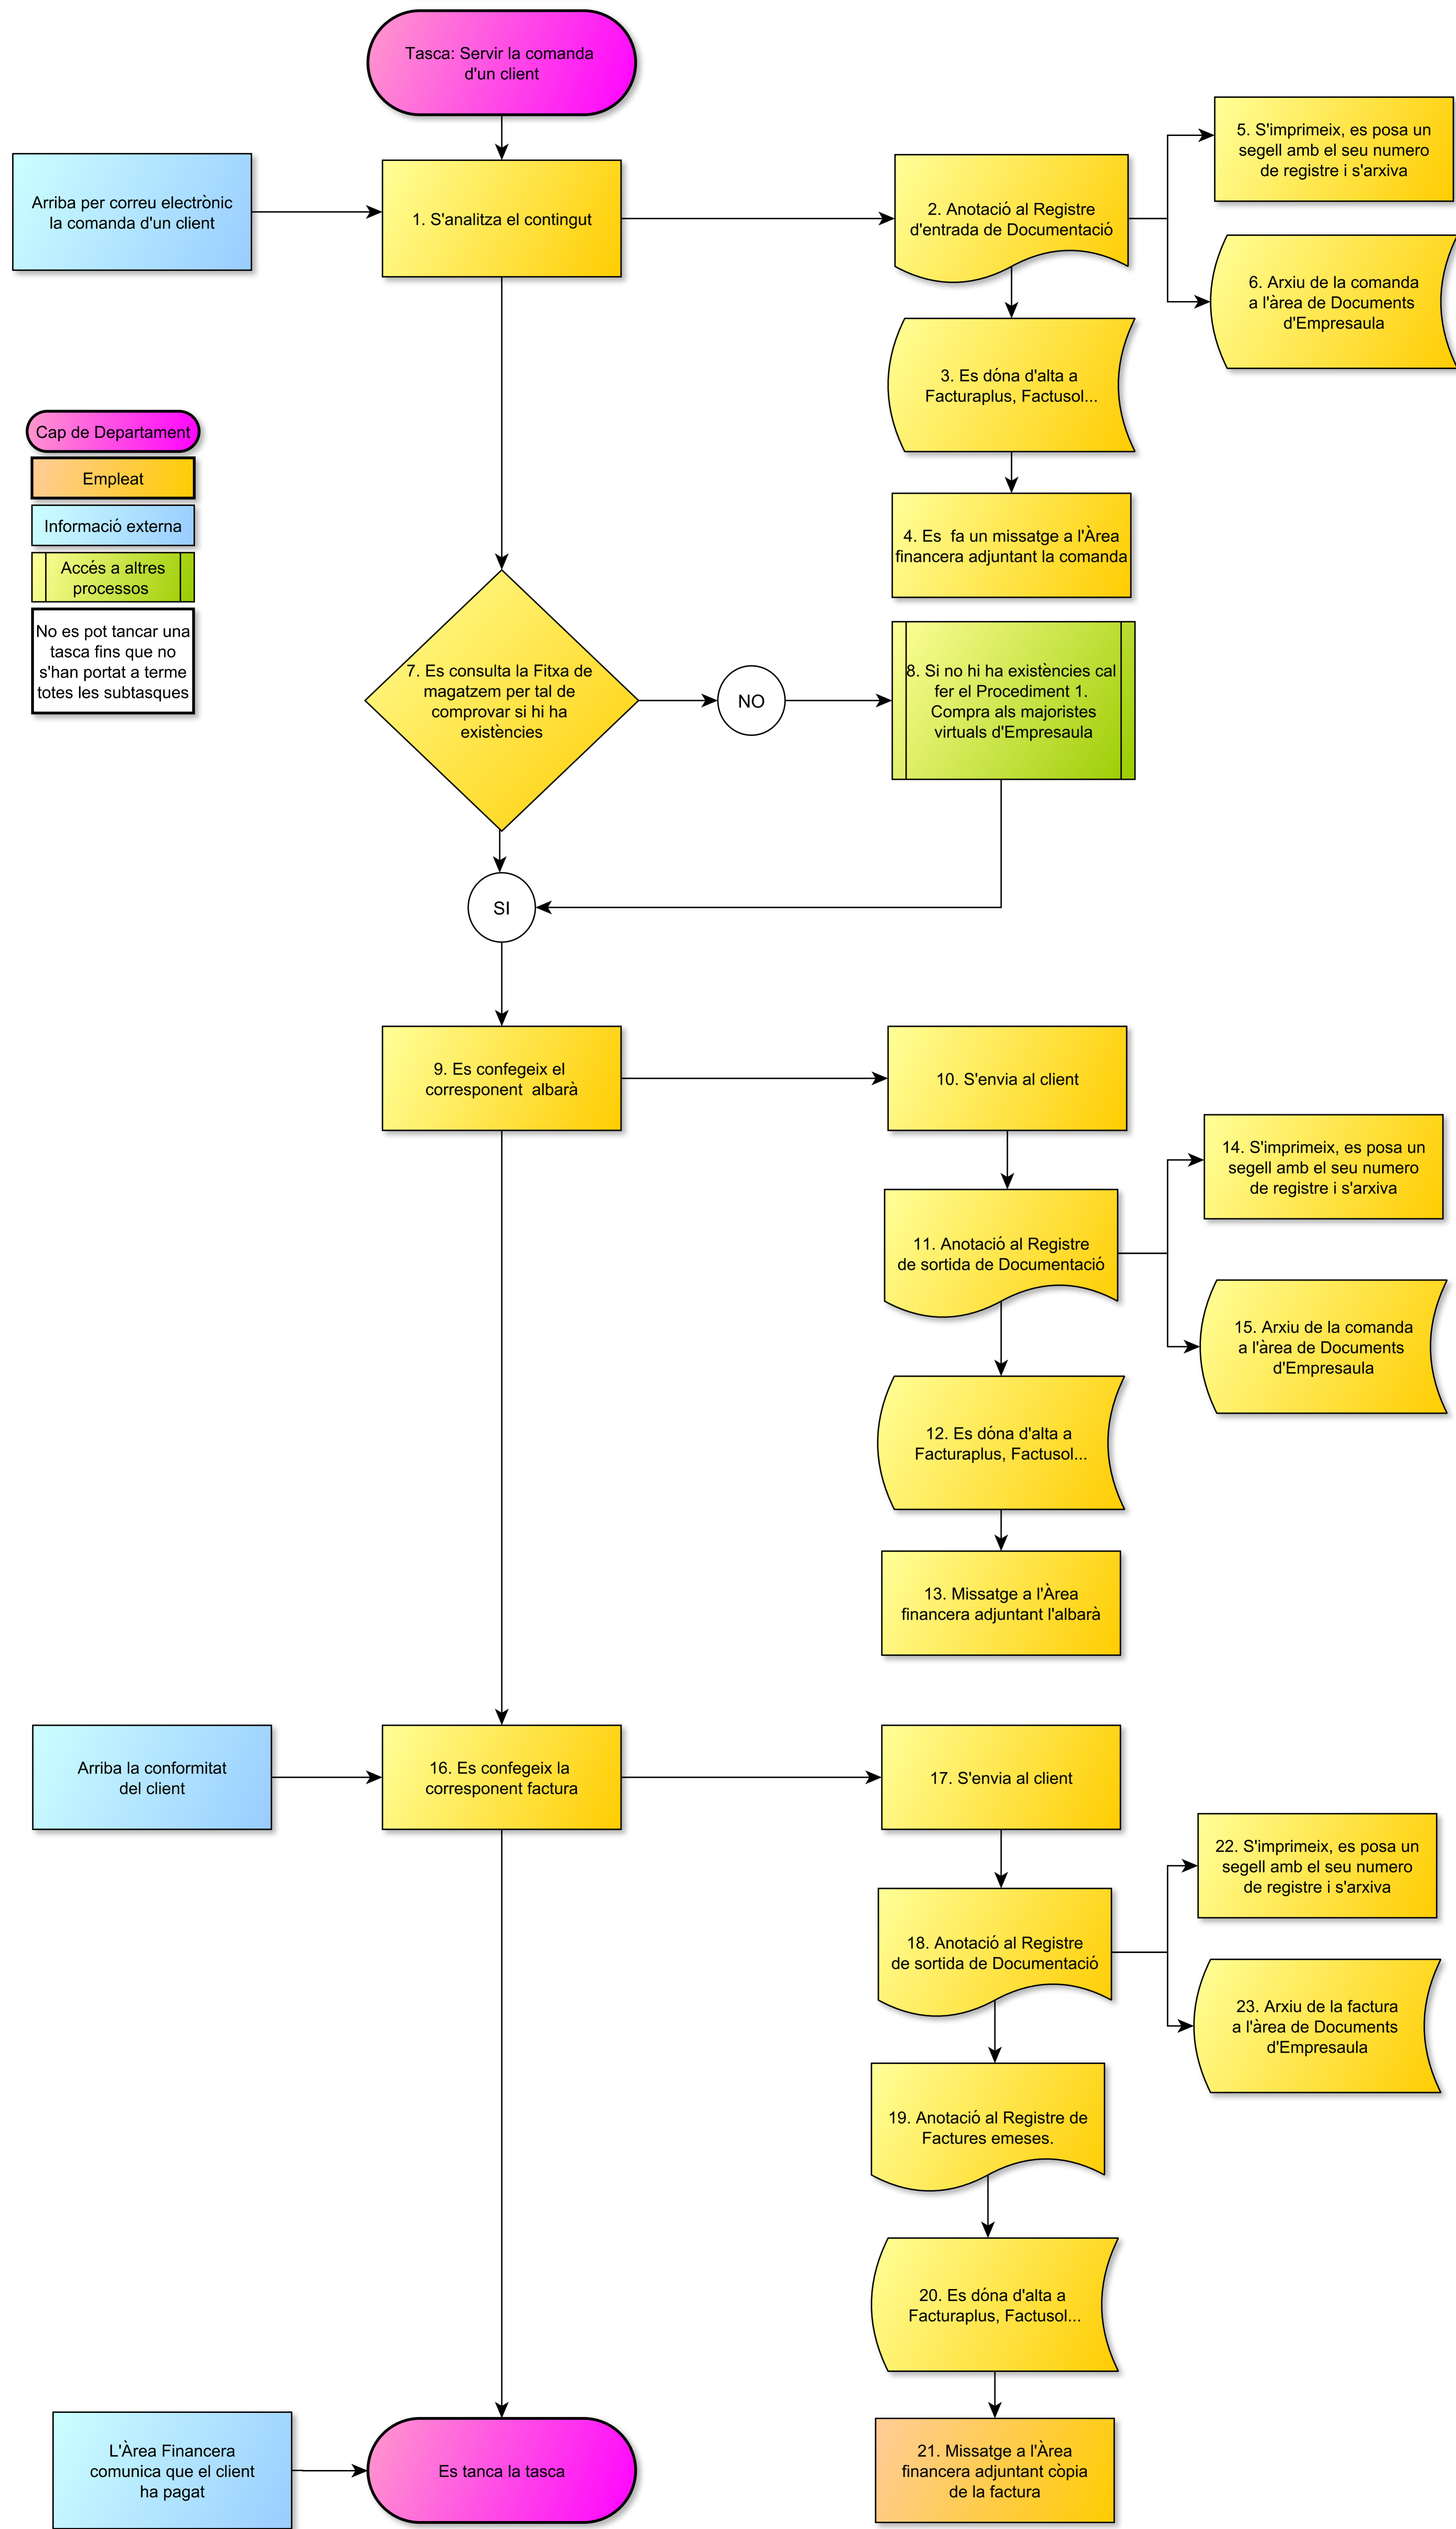 Tasca: Servir la comanda
d'un client
Arriba per correu electrònic
la comanda d'un client
1. S'analitza el contingut
2. Anotació al Registre
d'entrada de Documentació
5. S'imprimeix, es posa un
segell amb el seu numero
de registre i s'arxiva
6. Arxiu de la comanda
a l'àrea de Documents
d'Empresaula
3. Es dóna d'alta a
Facturaplus, Factusol...
4. Es  fa un missatge a l'Àrea
financera adjuntant la comanda
Cap de Departament
Empleat
Informació externa
Accés a altres
processos
No es pot tancar una
tasca fins que no
s'han portat a terme
totes les subtasques
7. Es consulta la Fitxa de
magatzem per tal de
comprovar si hi ha
existències
NO
8. Si no hi ha existències cal
fer el Procediment 1.
Compra als majoristes
virtuals d'Empresaula
SI
9. Es confegeix el
corresponent  albarà
10. S'envia al client
11. Anotació al Registre
de sortida de Documentació
14. S'imprimeix, es posa un
segell amb el seu numero
de registre i s'arxiva
15. Arxiu de la comanda
a l'àrea de Documents
d'Empresaula
12. Es dóna d'alta a
Facturaplus, Factusol...
13. Missatge a l'Àrea
financera adjuntant l'albarà
Arriba la conformitat
del client
16. Es confegeix la
corresponent factura
17. S'envia al client
18. Anotació al Registre
de sortida de Documentació
22. S'imprimeix, es posa un
segell amb el seu numero
de registre i s'arxiva
23. Arxiu de la factura
a l'àrea de Documents
d'Empresaula
19. Anotació al Registre de
Factures emeses.
20. Es dóna d'alta a
Facturaplus, Factusol...
21. Missatge a l'Àrea
financera adjuntant còpia
de la factura
L'Àrea Financera
comunica que el client
ha pagat
Es tanca la tasca